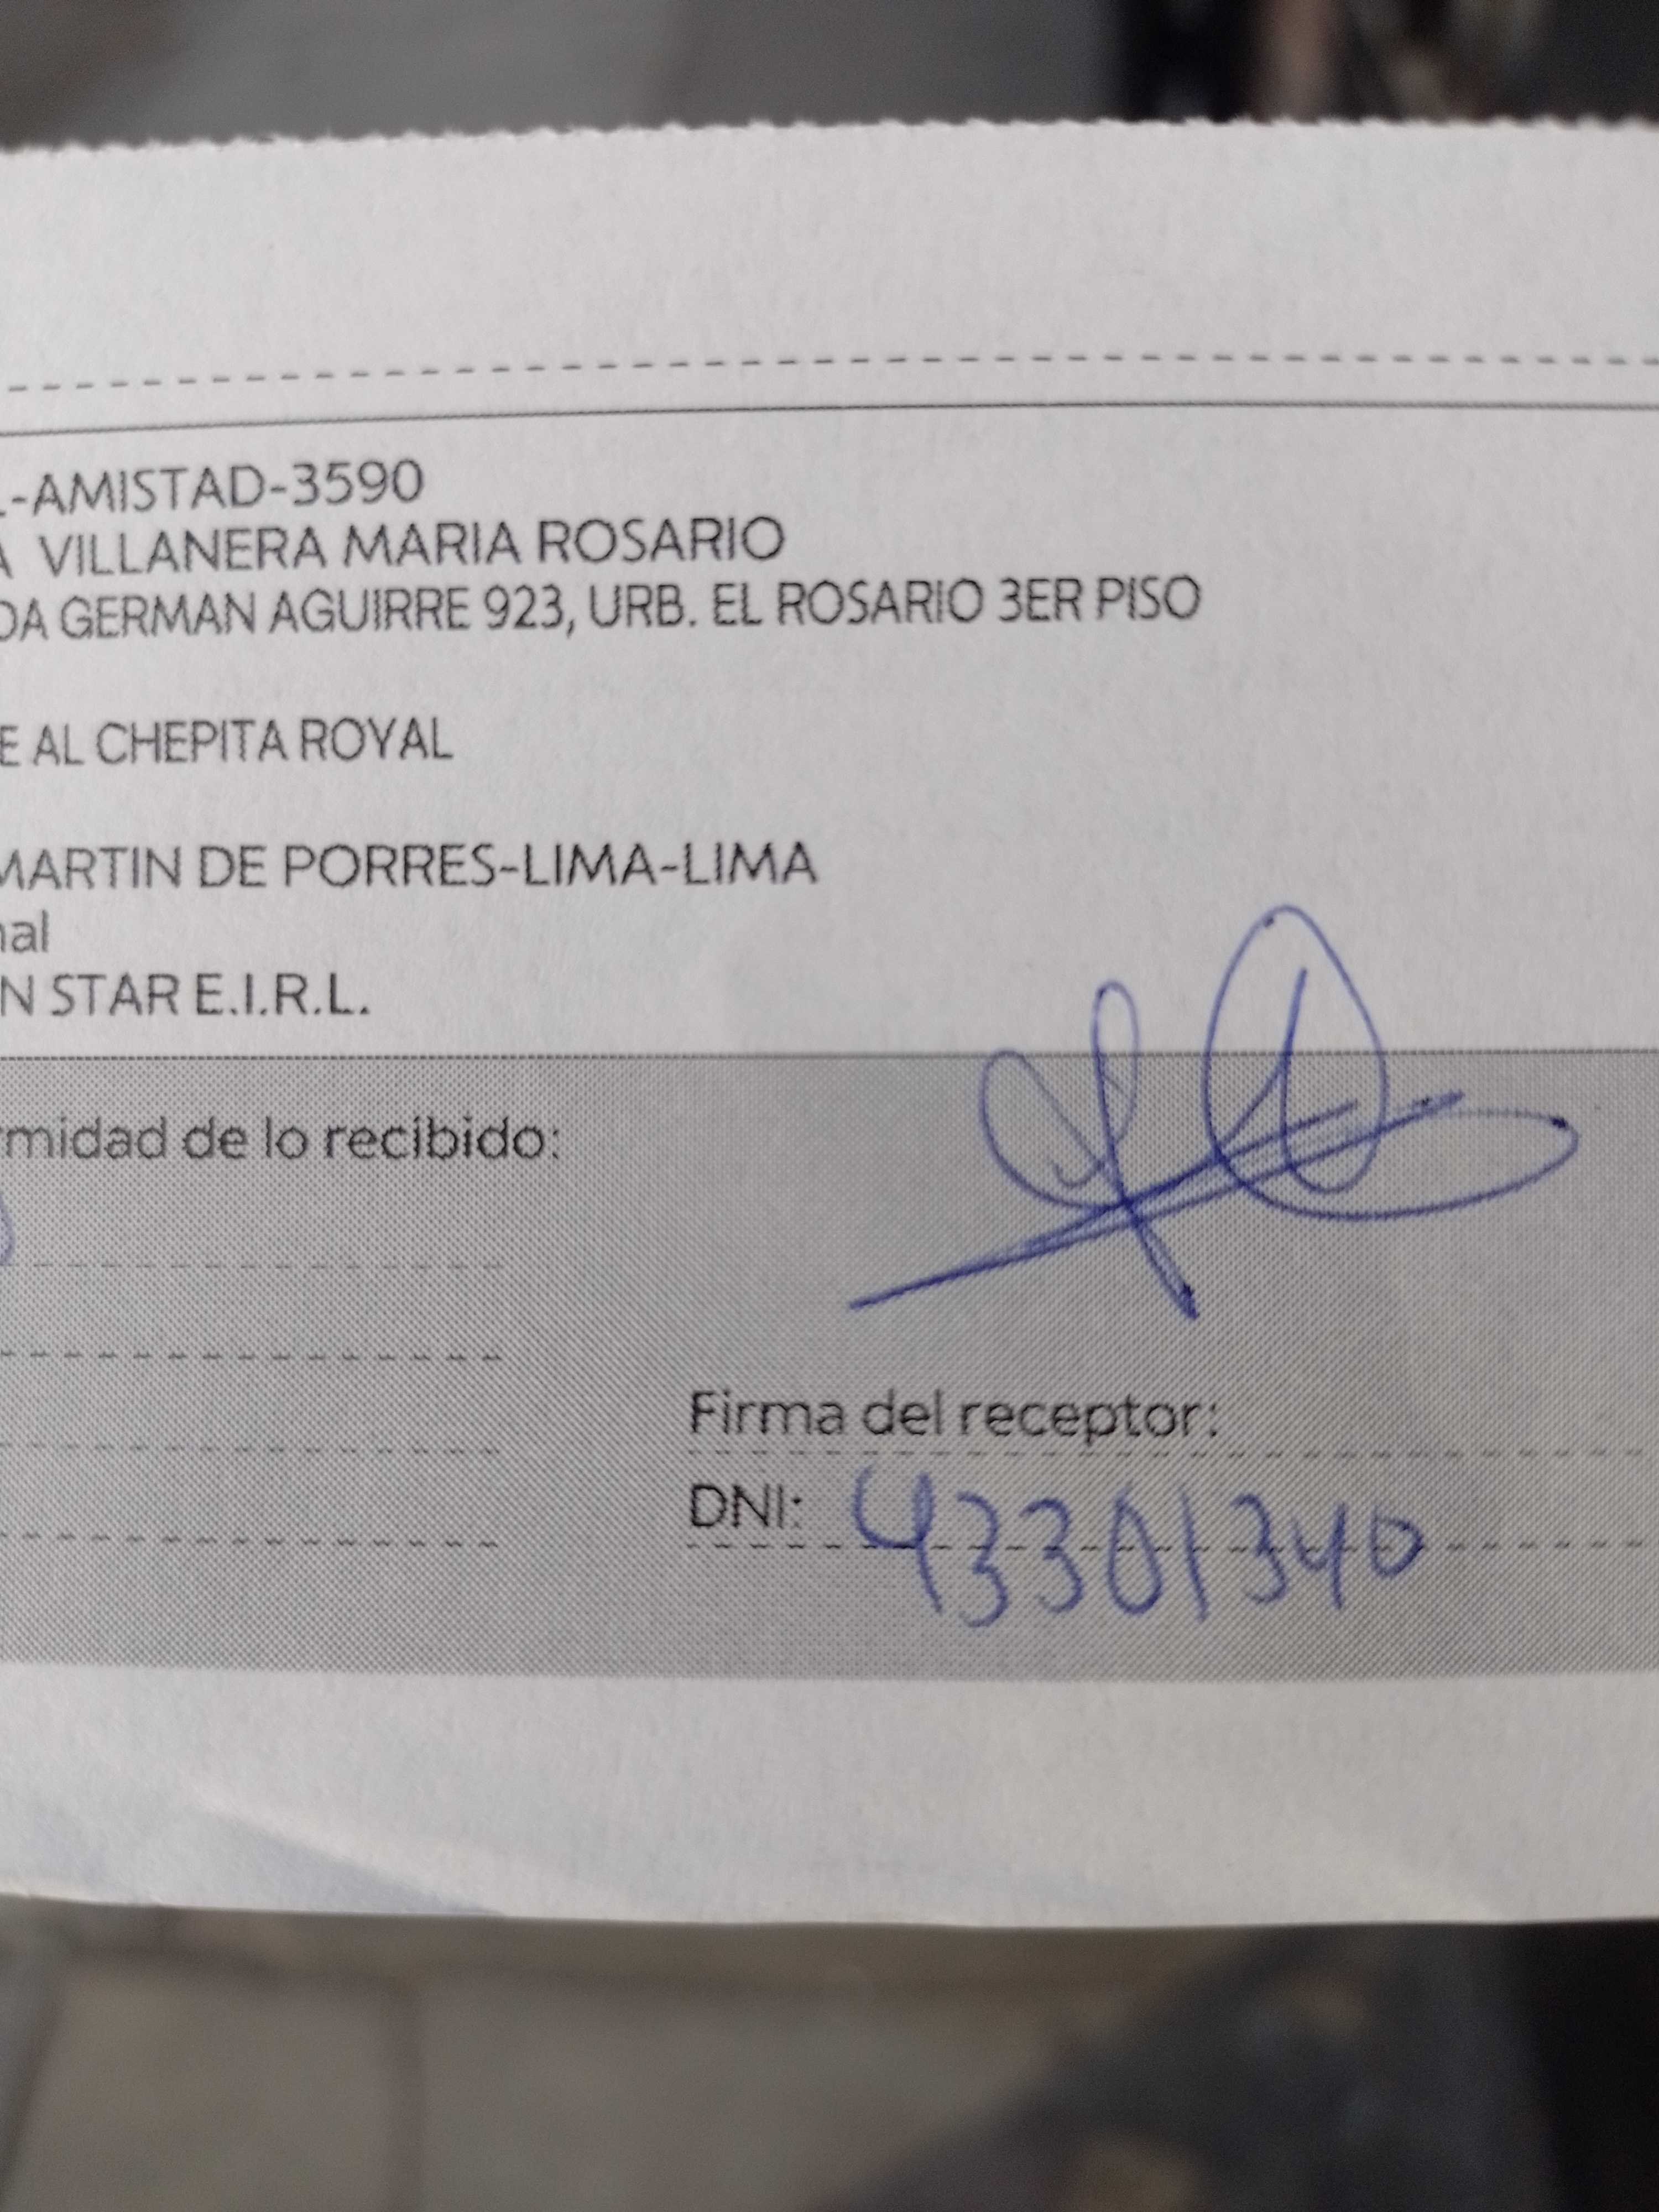 -AMISTAD-3590
A VILLANERA MARIA ROSARIO
DA GERMAN AGUIRRE 923, URB. EL ROSARIO 3ER PISO
E AL CHEPITA ROYAL
MARTIN DE PORRES-LIMA-LIMA
nal
N STAR E.I.R.L.
rmidad de lo recibido:
Firma del receptor:
DNI: 43301340